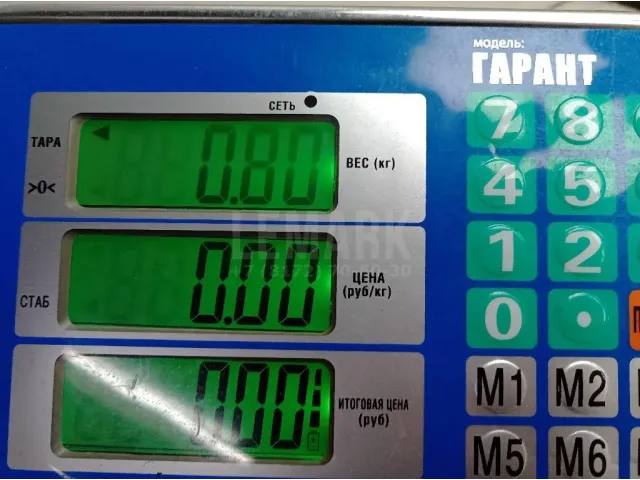 модель:
ГАРАНТ
СЕТЬ
ТАРА
0.80
ВЕС (кг)
>0<
7 8
4 5
1 2
0 .
0.00
ЦЕНА
(руб/кг)
СТАБ
LEMARK
0.00
ИТОГОВАЯ ЦЕНА
(руб)
M1 M2
M5 M6